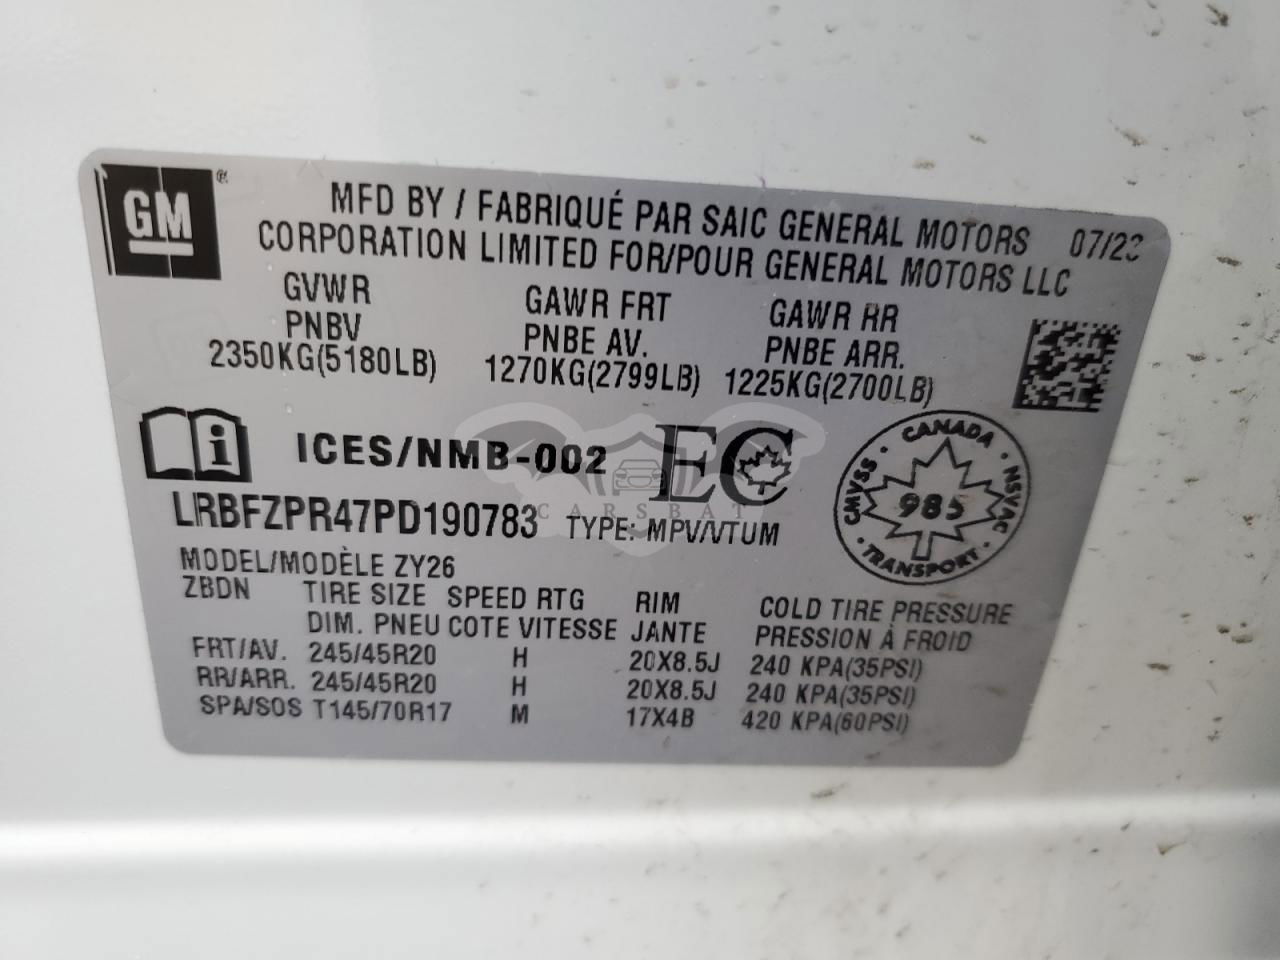 GM®
MFD BY / FABRIQUÉ PAR SAIC GENERAL MOTORS 07/23
CORPORATION LIMITED FOR/POUR GENERAL MOTORS LLC
GVWR GAWR FRT GAWR RR
PNBV PNBE AV. PNBE ARR.
2350KG(5180LB) 1270KG(2799LB) 1225KG(2700LB)
i ICES/NMB-002 EC
CANADA
CMVSS 985 NSVAC
TRANSPORT
CARSBAT
LRBFZPR47PD190783 TYPE: MPV/VTUM
MODEL/MODÈLE ZY26
ZBDN TIRE SIZE SPEED RTG RIM COLD TIRE PRESSURE
DIM. PNEU COTE VITESSE JANTE PRESSION À FROID
FRT/AV. 245/45R20 H 20X8.5J 240 KPA(35PSI)
RR/ARR. 245/45R20 H 20X8.5J 240 KPA(35PSI)
SPA/SOS T145/70R17 M 17X4B 420 KPA(60PSI)